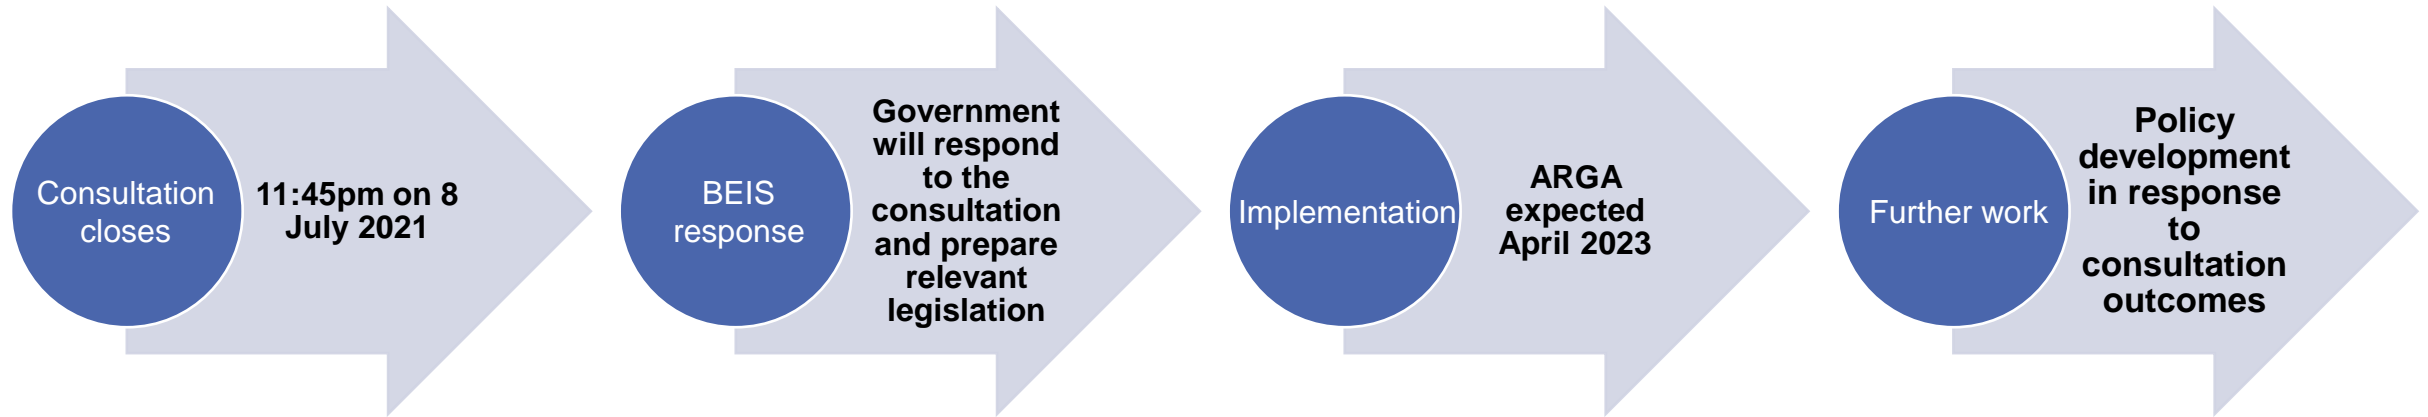 Consultation
closes
11:45pm on 8
July 2021
BEIS
response
Government
will respond
to the
consultation
and prepare
relevant
legislation
Implementation
ARGA
expected
April 2023
Further work
Policy
development
in response
to
consultation
outcomes